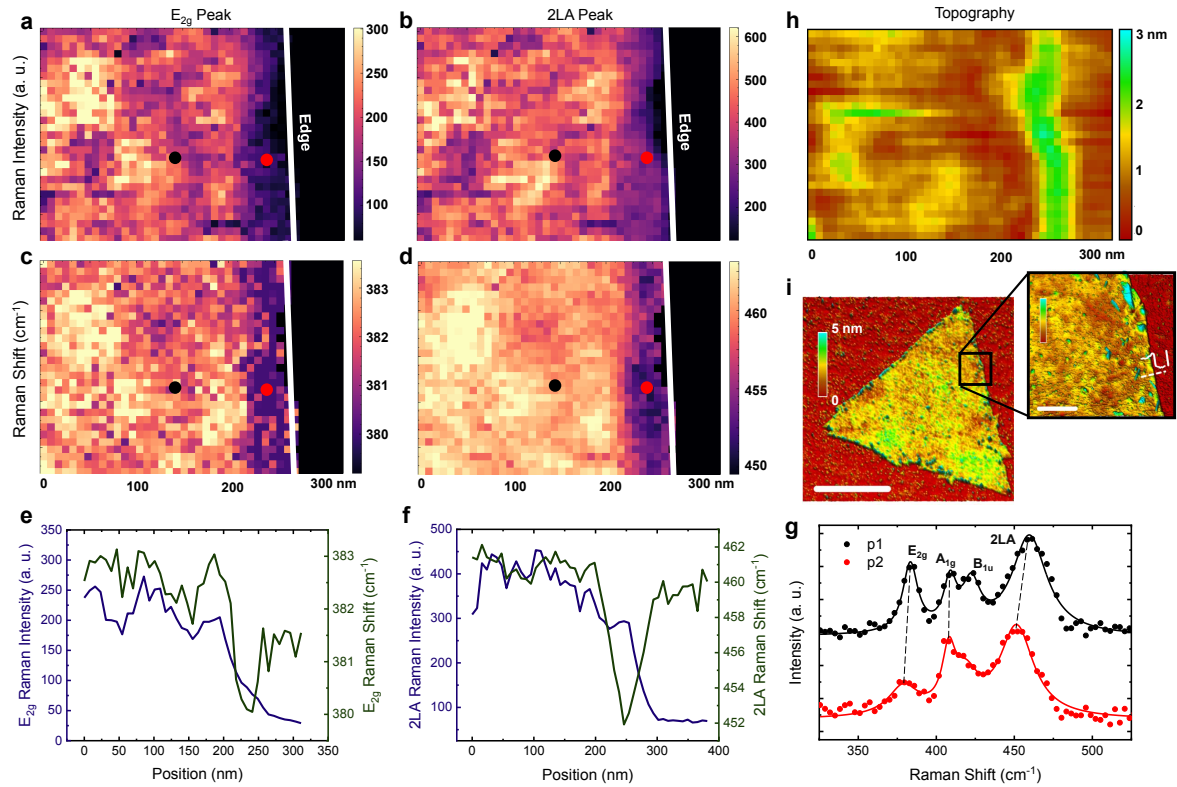 a
E2g Peak
b
2LA Peak
h
Topography
Raman Intensity (a. u.)
300
250
200
150
100
Edge
600
500
400
300
200
Edge
3 nm
2
1
0
0
100
200
300 nm
c
Raman Shift (cm-1)
383
382
381
380
0
100
200
300 nm
d
460
455
450
0
100
200
300 nm
i
5 nm
0
e
E2g Raman Intensity (a. u.)
350
300
250
200
150
100
50
0
383
382
381
380
E2g Raman Shift (cm-1)
0
50
100
150
200
250
300
350
Position (nm)
f
2LA Raman Intensity (a. u.)
500
400
300
200
100
462
460
458
456
454
452
2LA Raman Shift (cm-1)
0
100
200
300
400
Position (nm)
g
p1
p2
E2g
A1g
B1u
2LA
Intensity (a. u.)
350
400
450
500
Raman Shift (cm-1)